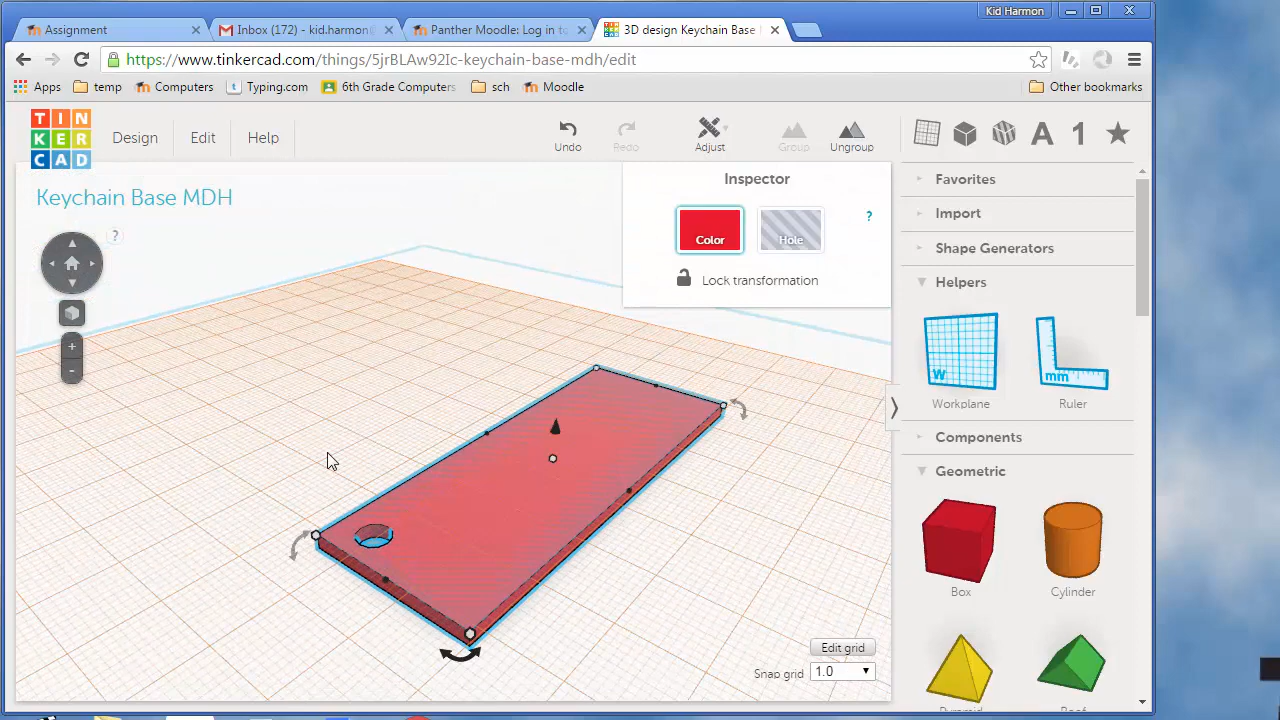 Kid Harmon
Assignment
Inbox (172) - kid.harmon@
Panther Moodle: Log in to
3D design Keychain Base
https://www.tinkercad.com/things/5jrBLAw92Ic-keychain-base-mdh/edit
Apps
temp
Computers
Typing.com
6th Grade Computers
sch
Moodle
Other bookmarks
TIN
KER
CAD
Design
Edit
Help
Undo
Redo
Adjust
Group
Ungroup
A
1
Keychain Base MDH
?
Inspector
Color
Hole
?
Lock transformation
+
-
Favorites
Import
Shape Generators
Helpers
W
mm
Workplane
Ruler
Components
Geometric
Box
Cylinder
Pyramid
Roof
Edit grid
Snap grid
1.0